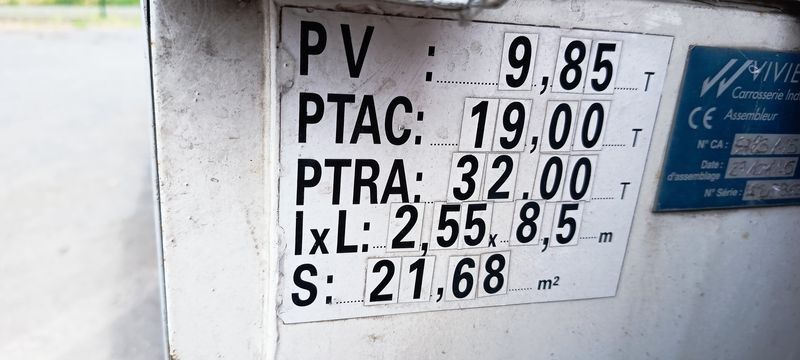 PV : 9,85 T
PTAC: 19,00 T
PTRA: 32.00 T
IxL: 2,55 x 8,5 m
S: 21,68 m²
Carrosserie
CE Assembleur
N° CA :
Date :
d'assemblage
N° Série :